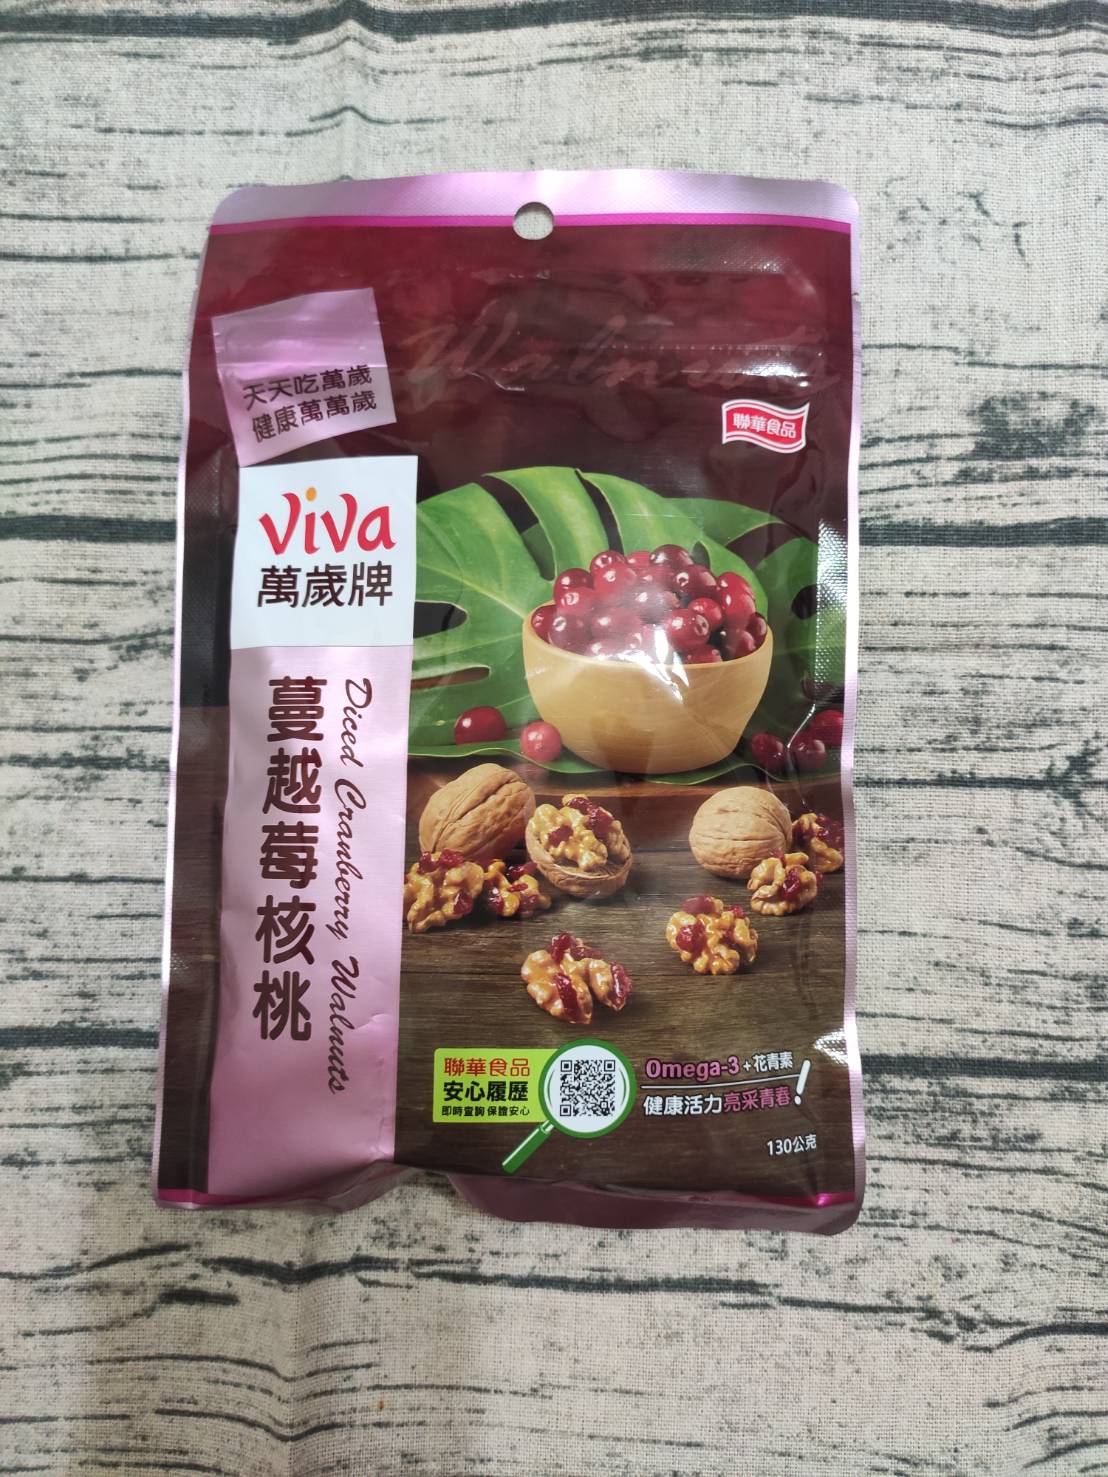 Walnuts
天天吃萬歲
健康萬萬歲
聯華食品
viva
萬歲牌
蔓越莓核桃
Diced Cranberry Walnuts
聯華食品
安心履歷
即時查詢 保證安心
Omega-3+花青素
健康活力亮采青春!
130公克